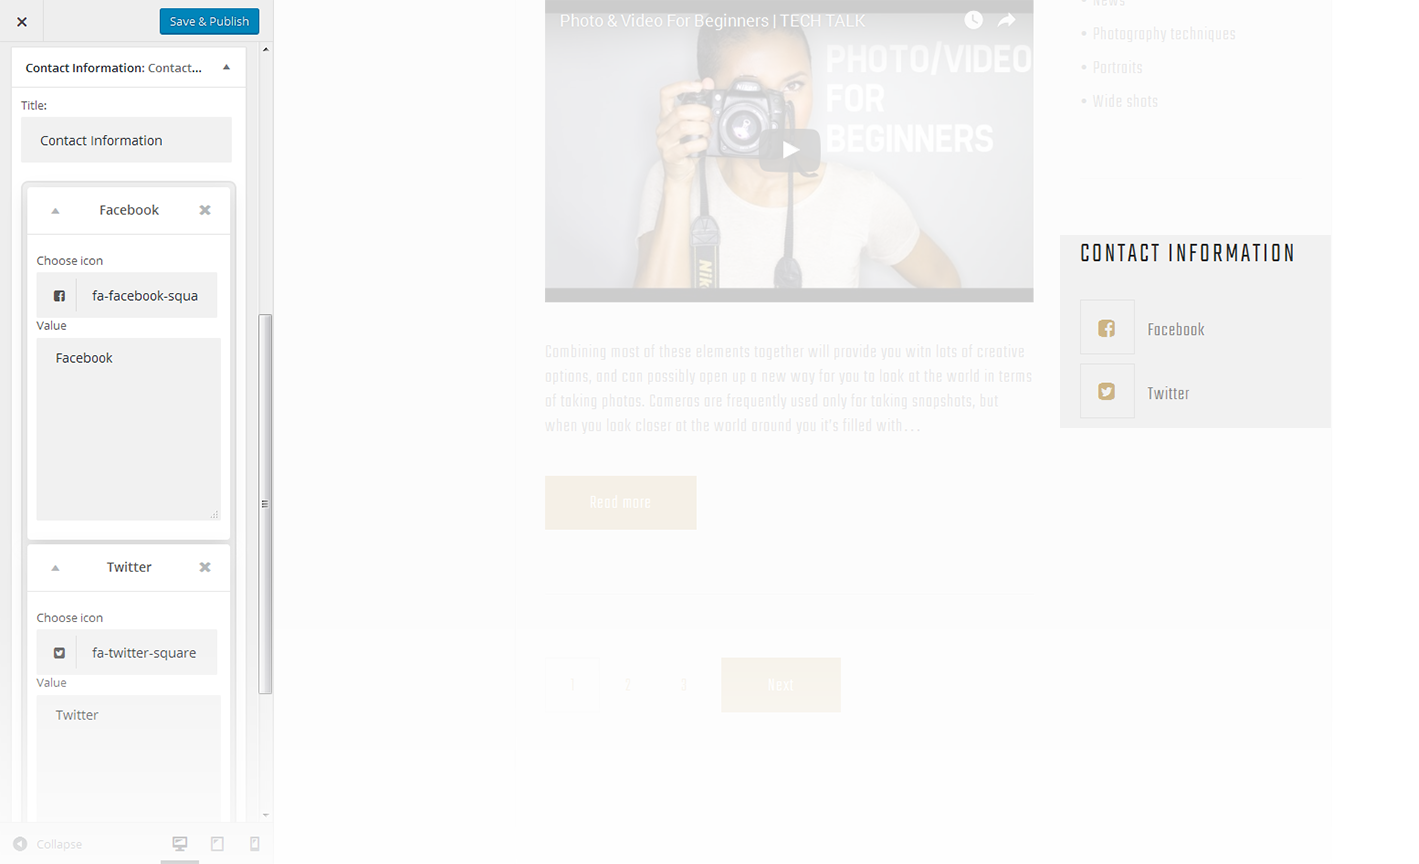 Save & Publish
Contact Information: Contact...
Title:
Contact Information
Facebook
Choose icon
fa-facebook-squa
Value
Facebook
Twitter
Choose icon
fa-twitter-square
Value
Twitter
Collapse
Photo & Video For Beginners | TECH TALK
PHOTO/VIDEO
FOR
BEGINNERS
Nik
Combining most of these elements together will provide you with lots of creative
options, and can possibly open up a new way for you to look at the world in terms
of taking photos. Cameras are frequently used only for taking snapshots, but
when you look closer at the world around you it's filled with...
Read more
1 2 3 Next
• News
• Photography techniques
• Portraits
• Wide shots
CONTACT INFORMATION
Facebook
Twitter